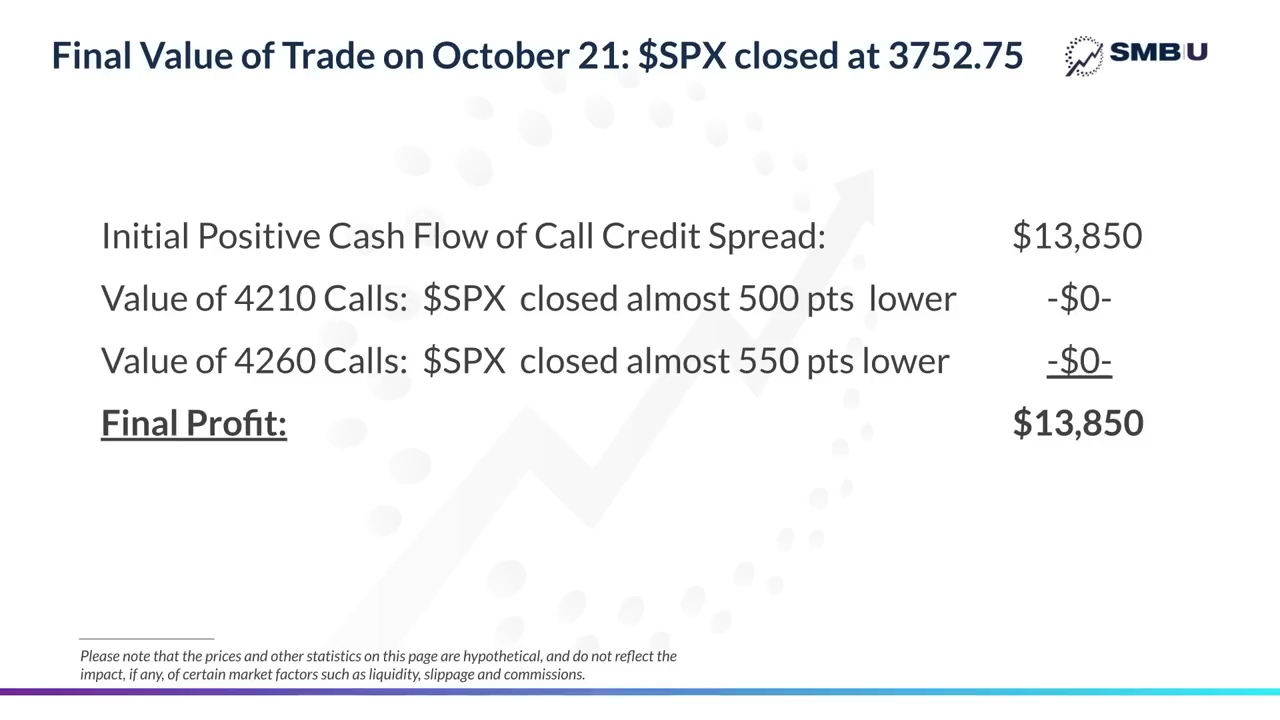 Final Value of Trade on October 21: $SPX closed at 3752.75
SMB U
Initial Positive Cash Flow of Call Credit Spread: $13,850
Value of 4210 Calls: $SPX closed almost 500 pts lower -$0-
Value of 4260 Calls: $SPX closed almost 550 pts lower -$0-
Final Profit: $13,850
Please note that the prices and other statistics on this page are hypothetical, and do not reflect the
impact, if any, of certain market factors such as liquidity, slippage and commissions.